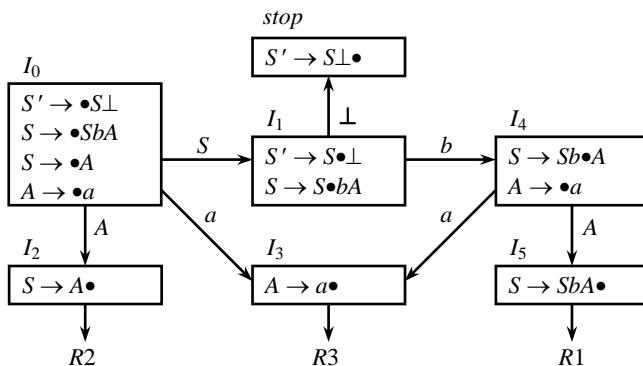 stop
S′ → S⊥●
I₀
S′ → ●S⊥
S → ●SbA
S → ●A
A → ●a
S
⊥
I₁
S′ → S●⊥
S → S●bA
b
I₄
S → Sb●A
A → ●a
A
a
a
A
I₂
S → A●
I₃
A → a●
I₅
S → SbA●
R2
R3
R1